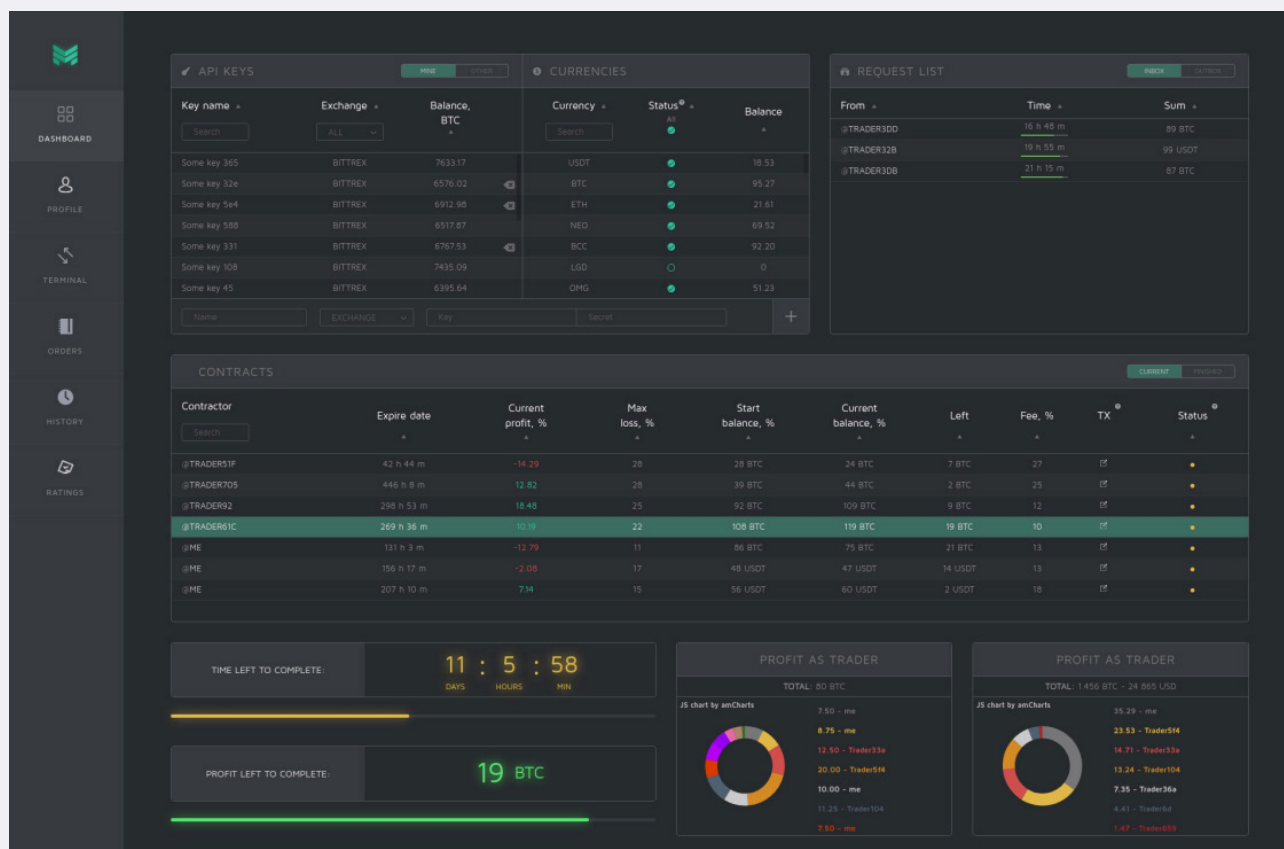 DASHBOARD
PROFILE
TERMINAL
ORDERS
HISTORY
RATINGS
API KEYS MINE OTHER
Key name Exchange Balance, BTC
Search ALL
Some key 365 BITTREX 7633.17
Some key 32e BITTREX 6576.02
Some key 5e4 BITTREX 6912.98
Some key 588 BITTREX 6517.87
Some key 331 BITTREX 6767.53
Some key 108 BITTREX 7435.09
Some key 45 BITTREX 6395.64
Name EXCHANGE Key Secret +
CURRENCIES
Currency Status Balance
Search All
USDT 18.53
BTC 95.27
ETH 21.61
NEO 69.52
BCC 92.20
LGD 0
OMG 51.23
REQUEST LIST INBOX OUTBOX
From Time Sum
@TRADER3DD 16 h 48 m 89 BTC
@TRADER32B 19 h 55 m 99 USDT
@TRADER3DB 21 h 15 m 87 BTC
CONTRACTS CURRENT FINISHED
Contractor Expire date Current profit, % Max loss, % Start balance, % Current balance, % Left Fee, % TX Status
Search
@TRADER51F 42 h 44 m -14.29 28 28 BTC 24 BTC 7 BTC 27
@TRADER705 446 h 8 m 12.82 28 39 BTC 44 BTC 2 BTC 25
@TRADER92 298 h 53 m 18.48 25 92 BTC 109 BTC 9 BTC 12
@TRADER61C 269 h 36 m 10.19 22 108 BTC 119 BTC 19 BTC 10
@ME 131 h 3 m -12.79 11 86 BTC 75 BTC 21 BTC 13
@ME 156 h 17 m -2.08 17 48 USDT 47 USDT 14 USDT 13
@ME 207 h 10 m 7.14 15 56 USDT 60 USDT 2 USDT 18
TIME LEFT TO COMPLETE: 11 : 5 : 58
DAYS HOURS MIN
PROFIT LEFT TO COMPLETE: 19 BTC
PROFIT AS TRADER
TOTAL: 80 BTC
JS chart by amCharts
7.50 - me
8.75 - me
12.50 - Trader33a
20.00 - Trader5f4
10.00 - me
11.25 - Trader104
7.50 - me
PROFIT AS TRADER
TOTAL: 1.456 BTC ~ 24 865 USD
JS chart by amCharts
35.29 - me
23.53 - Trader5f4
14.71 - Trader33a
13.24 - Trader104
7.35 - Trader36a
4.41 - Trader6d
1.47 - Trader659